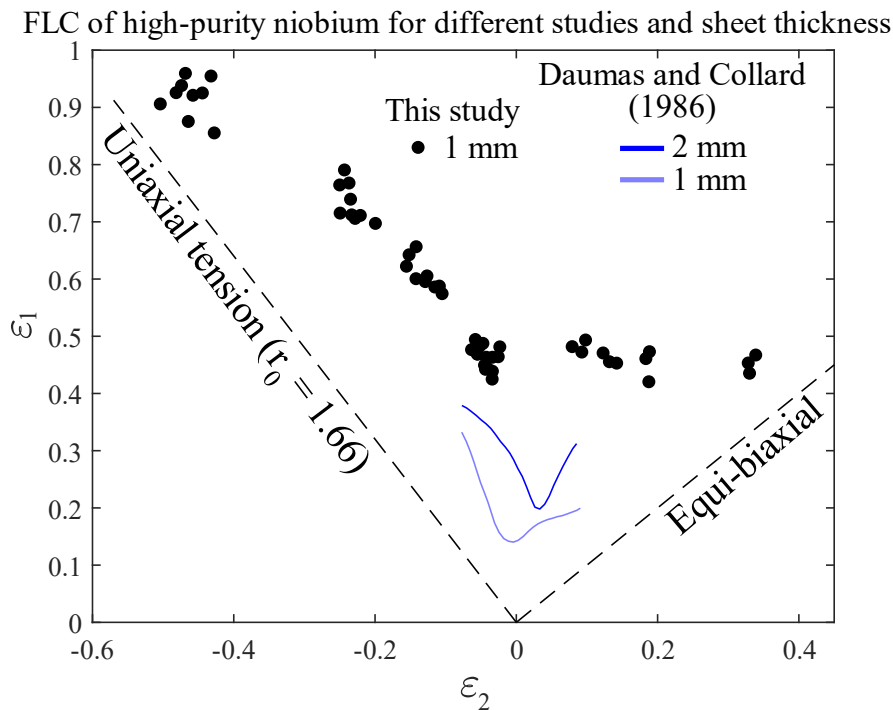 FLC of high-purity niobium for different studies and sheet thickness
Daumas and Collard
(1986)
This study
1 mm
2 mm
1 mm
Uniaxial tension (r₀ = 1.66)
Equi-biaxial
ε₁
1
0.9
0.8
0.7
0.6
0.5
0.4
0.3
0.2
0.1
0
-0.6
-0.4
-0.2
0
0.2
0.4
ε₂